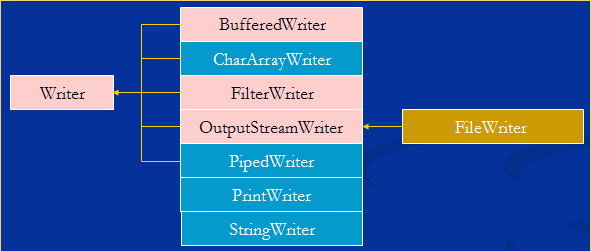 BufferedWriter
CharArrayWriter
Writer
FilterWriter
OutputStreamWriter
FileWriter
PipedWriter
PrintWriter
StringWriter